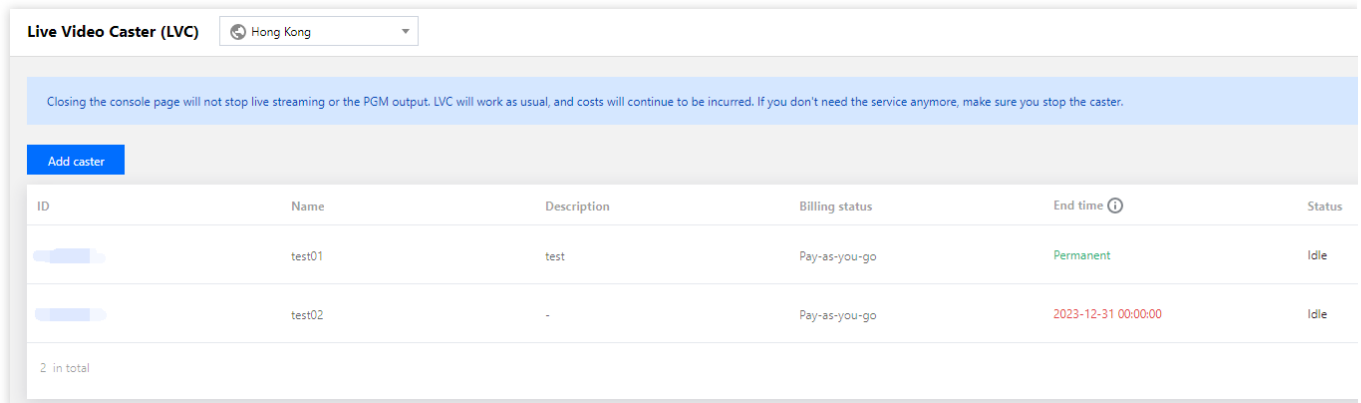 Live Video Caster (LVC) Hong Kong
Closing the console page will not stop live streaming or the PGM output. LVC will work as usual, and costs will continue to be incurred. If you don't need the service anymore, make sure you stop the caster.
Add caster
ID Name Description Billing status End time Status
test01 test Pay-as-you-go Permanent Idle
test02 - Pay-as-you-go 2023-12-31 00:00:00 Idle
2 in total